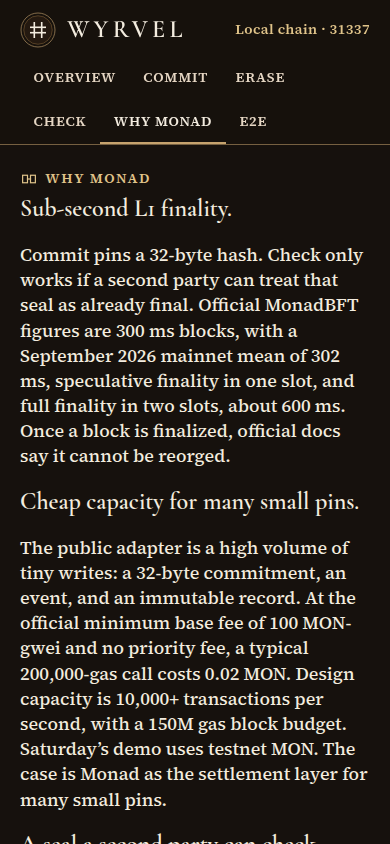 WYRVEL
Local chain · 31337
OVERVIEW COMMIT ERASE
CHECK WHY MONAD E2E
WHY MONAD
Sub-second L1 finality.
Commit pins a 32-byte hash. Check only
works if a second party can treat that
seal as already final. Official MonadBFT
figures are 300 ms blocks, with a
September 2026 mainnet mean of 302
ms, speculative finality in one slot, and
full finality in two slots, about 600 ms.
Once a block is finalized, official docs
say it cannot be reorged.
Cheap capacity for many small pins.
The public adapter is a high volume of
tiny writes: a 32-byte commitment, an
event, and an immutable record. At the
official minimum base fee of 100 MON-
gwei and no priority fee, a typical
200,000-gas call costs 0.02 MON. Design
capacity is 10,000+ transactions per
second, with a 150M gas block budget.
Saturday’s demo uses testnet MON. The
case is Monad as the settlement layer for
many small pins.
A seal a second party can check